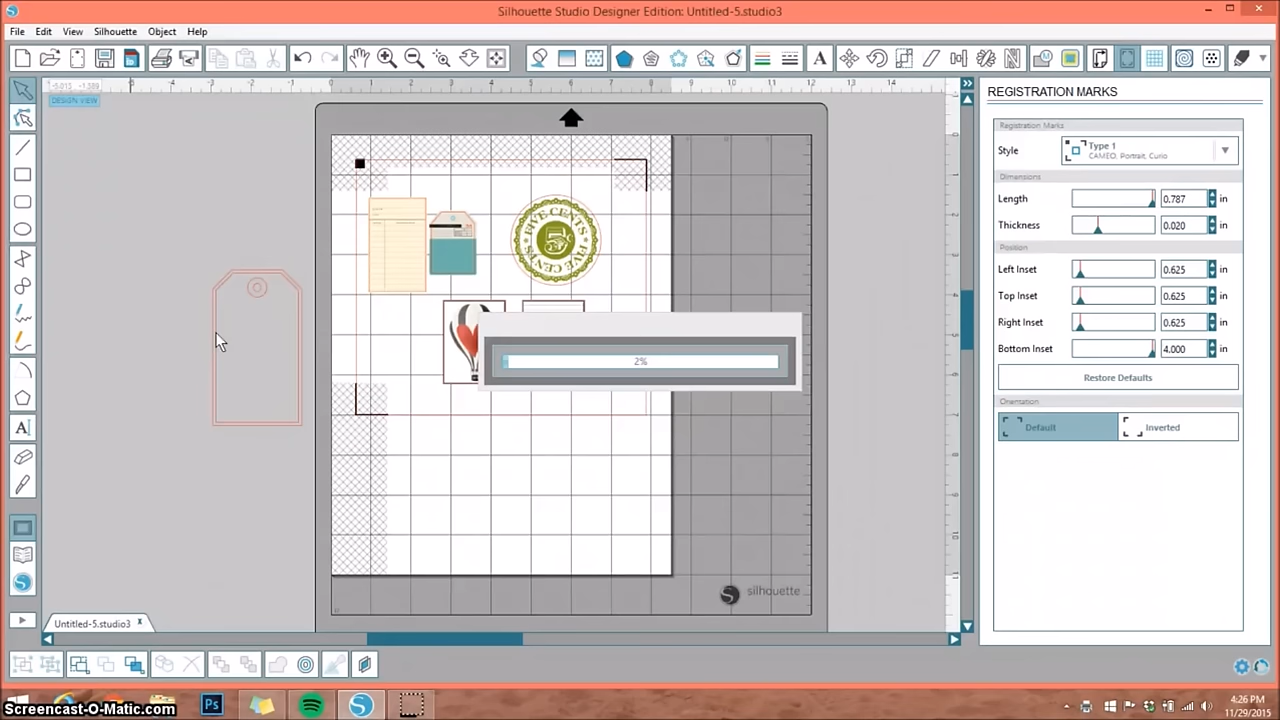 Silhouette Studio Designer Edition: Untitled-5.studio3
File Edit View Silhouette Object Help
DESIGN VIEW
REGISTRATION MARKS
Registration Marks
Style
Type 1
CAMEO, Portrait, Curio
Dimensions
Length 0.787 in
Thickness 0.020 in
Position
Left Inset 0.625 in
Top Inset 0.625 in
Right Inset 0.625 in
Bottom Inset 4.000 in
Restore Defaults
Orientation
Default Inverted
FIVE CENTS FIVE CENTS
2%
silhouette
Untitled-5.studio3 x
Ps
Screencast-O-Matic.com
4:26 PM
11/29/2015